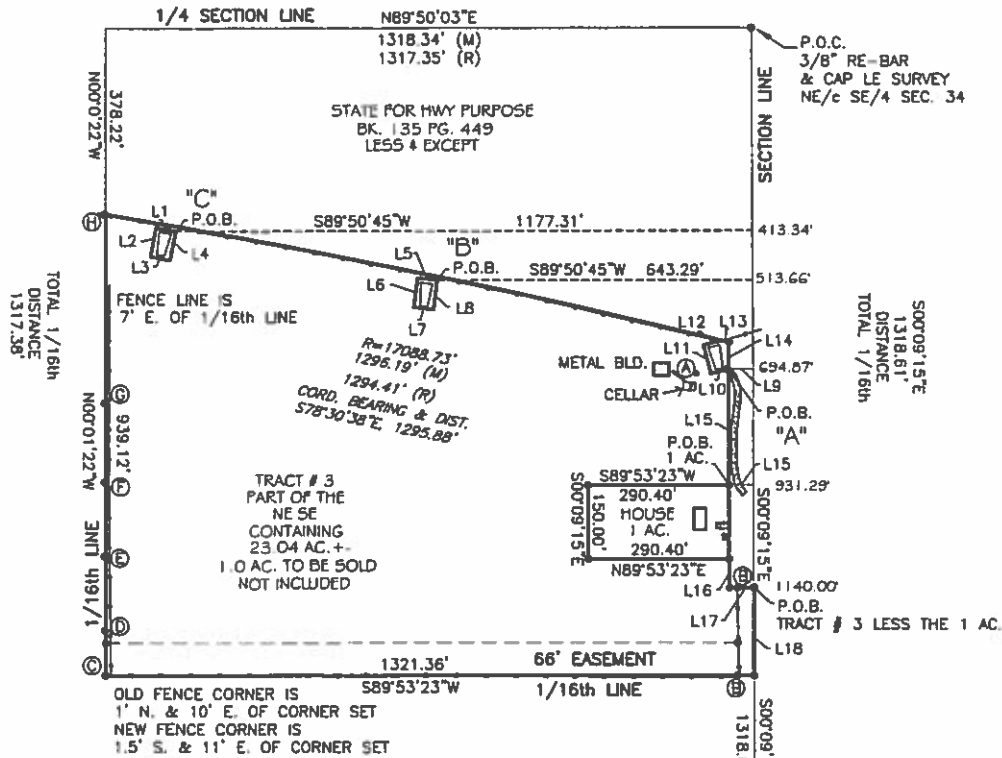 1/4 SECTION LINE
N89°50'03"E
1318.34' (M)
1317.35' (R)
P.O.C.
3/8" RE-BAR
& CAP LE SURVEY
NE/c SE/4 SEC. 34
N00°0'22"W
378.22'
STATE FOR HWY PURPOSE
BK. 135 PG. 449
LESS & EXCEPT
SECTION LINE
H
"C"
L1
P.O.B.
L2
L3
L4
S89°50'45"W
1177.31'
413.34'
"B"
L5
P.O.B.
L6
L7
L8
S89°50'45"W 643.29'
513.66'
FENCE LINE IS
7' E. OF 1/16th LINE
TOTAL 1/16th
DISTANCE
1317.36'
R=17088.73'
1296.19' (M)
1294.41' (R)
CORD. BEARING & DIST.
S78°30'38"E, 1295.88'
L12
L13
L14
L11
METAL BLD.
A
694.87'
L10
L9
CELLAR
P.O.B.
"A"
S00°09'15"E
1318.61'
DISTANCE
TOTAL 1/16th
L15
P.O.B.
1 AC.
L15
931.29'
G
N00°01'22"W
939.12'
F
TRACT # 3
PART OF THE
NE SE
CONTAINING
23.04 AC.+-
1.0 AC. TO BE SOLD
NOT INCLUDED
S89°53'23"W
290.40'
S00°09'15"E
150.00'
HOUSE
1 AC.
290.40'
N89°53'23"E
S00°09'15"E
E
L16
B
1140.00'
L17
P.O.B.
TRACT # 3 LESS THE 1 AC.
L18
1/16th LINE
D
C
1321.36'
66' EASEMENT
S89°53'23"W
1/16th LINE
B
OLD FENCE CORNER IS
1' N. & 10' E. OF CORNER SET
NEW FENCE CORNER IS
1.5' S. & 11' E. OF CORNER SET
S00°09'
1318.